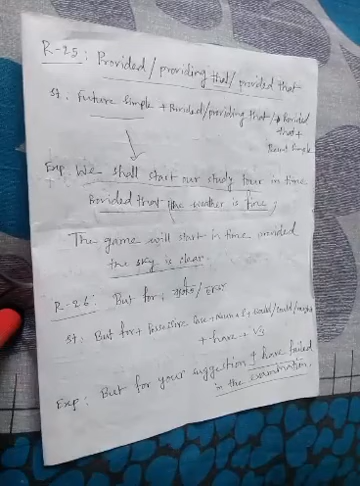 R-25: Provided/providing that/provided that
St. Future Simple + Provided/providing that/Provided
that +
Present Simple
Exp. We shall start our study tour in time
Provided that the weather is fine.
The game will start in time provided
the sky is clear.
R-26: But for:
St: But for + Possessive Case + Noun + S + would/could/might
+ have + V3
Exp: But for your suggestion I have failed
in the examination.